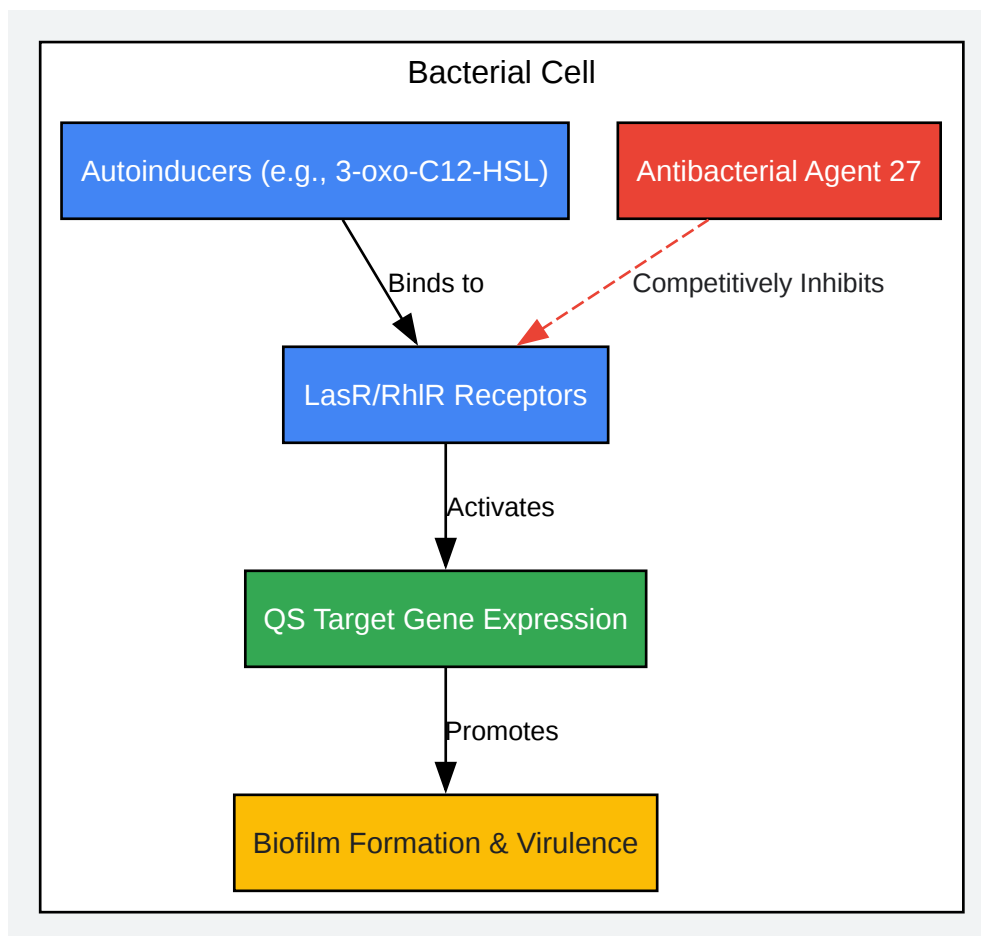 Bacterial Cell
Autoinducers (e.g., 3-oxo-C12-HSL)
Antibacterial Agent 27
Binds to
Competitively Inhibits
LasR/RhlR Receptors
Activates
QS Target Gene Expression
Promotes
Biofilm Formation & Virulence